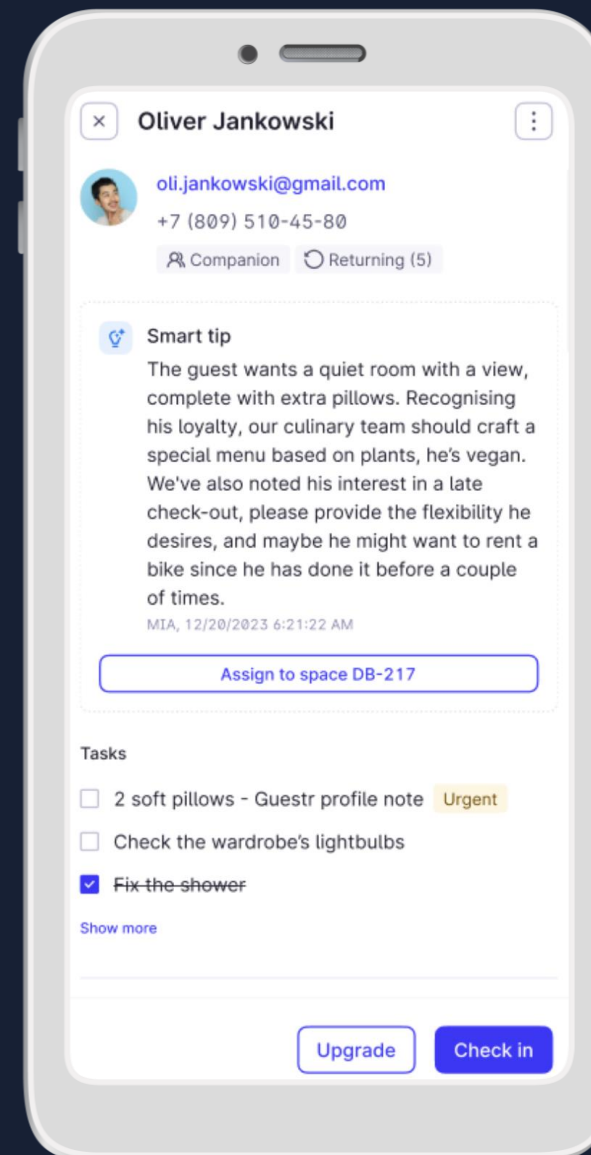 Oliver Jankowski
oli.jankowski@gmail.com
+7 (809) 510-45-80
Companion Returning (5)
Smart tip
The guest wants a quiet room with a view,
complete with extra pillows. Recognising
his loyalty, our culinary team should craft a
special menu based on plants, he's vegan.
We've also noted his interest in a late
check-out, please provide the flexibility he
desires, and maybe he might want to rent a
bike since he has done it before a couple
of times.
MIA, 12/20/2023 6:21:22 AM
Assign to space DB-217
Tasks
2 soft pillows - Guestr profile note Urgent
Check the wardrobe's lightbulbs
Fix the shower
Show more
Upgrade Check in